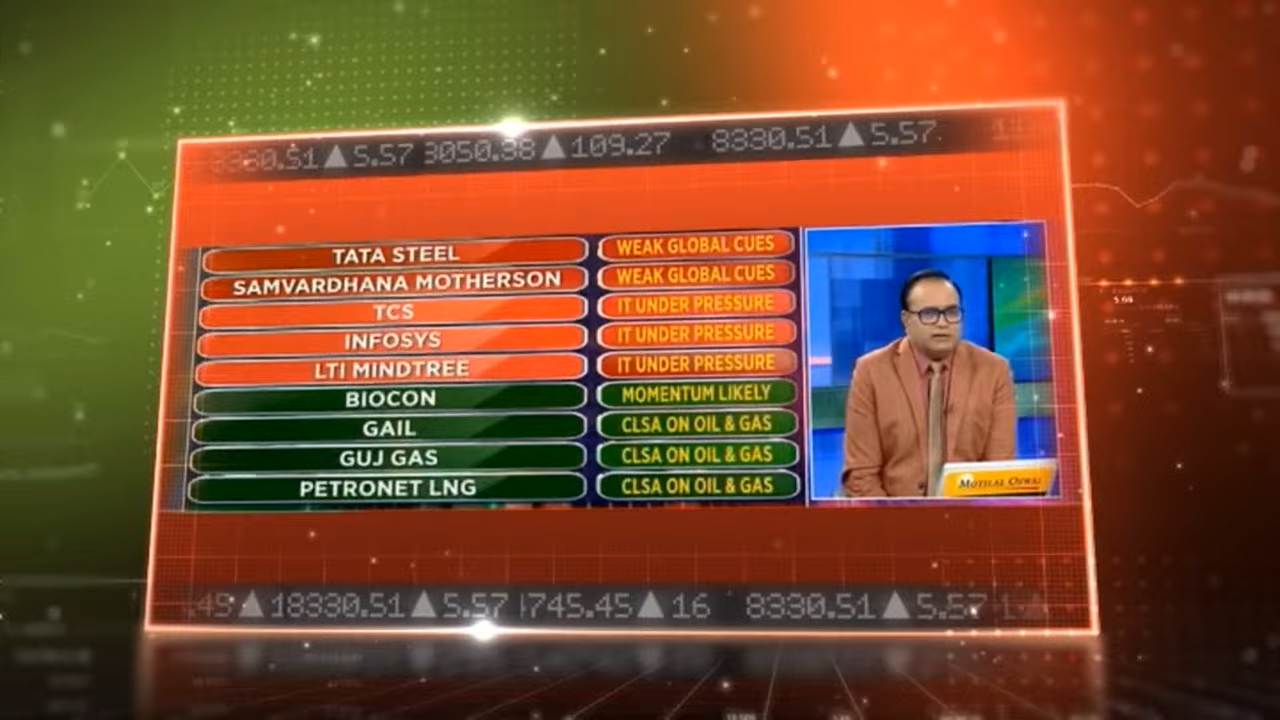 8330.51 ▲ 5.57 3050.38 ▲ 109.27 8330.51 ▲ 5.57
TATA STEEL WEAK GLOBAL CUES
SAMVARDHANA MOTHERSON WEAK GLOBAL CUES
TCS IT UNDER PRESSURE
INFOSYS IT UNDER PRESSURE
LTI MINDTREE IT UNDER PRESSURE
BIOCON MOMENTUM LIKELY
GAIL CLSA ON OIL & GAS
GUJ GAS CLSA ON OIL & GAS
PETRONET LNG CLSA ON OIL & GAS
MOTILAL OSWAL
.49 ▲ 18330.51 ▲ 5.57 1745.45 ▲ 16 8330.51 ▲ 5.57